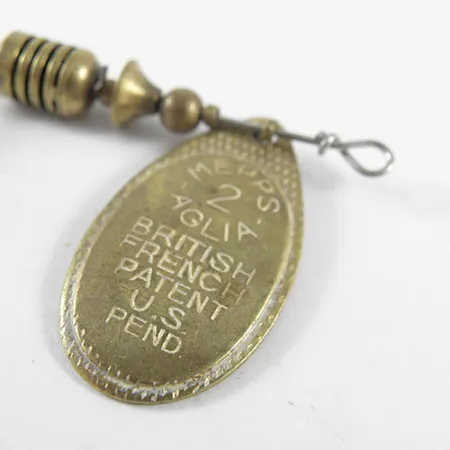 - MEPPS -
2
AGLIA
BRITISH
FRENCH
PATENT
U.S.
PEND.